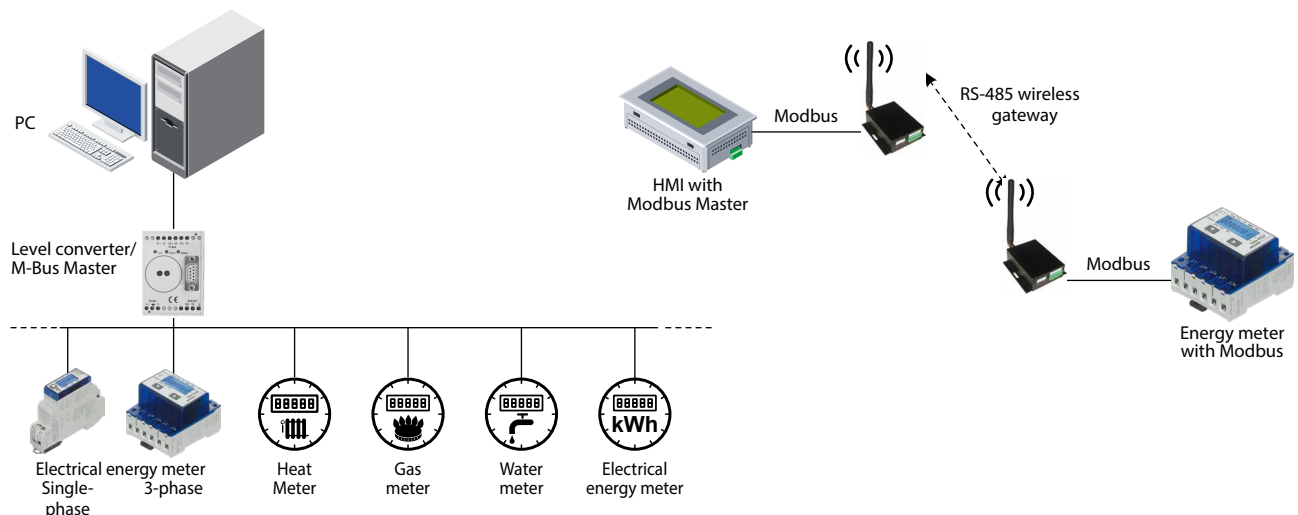 PC
Level converter/
M-Bus Master
Electrical energy meter
Single-    3-phase
phase
Heat
Meter
Gas
meter
Water
meter
kWh
Electrical
energy meter
HMI with
Modbus Master
Modbus
RS-485 wireless
gateway
Modbus
Energy meter
with Modbus